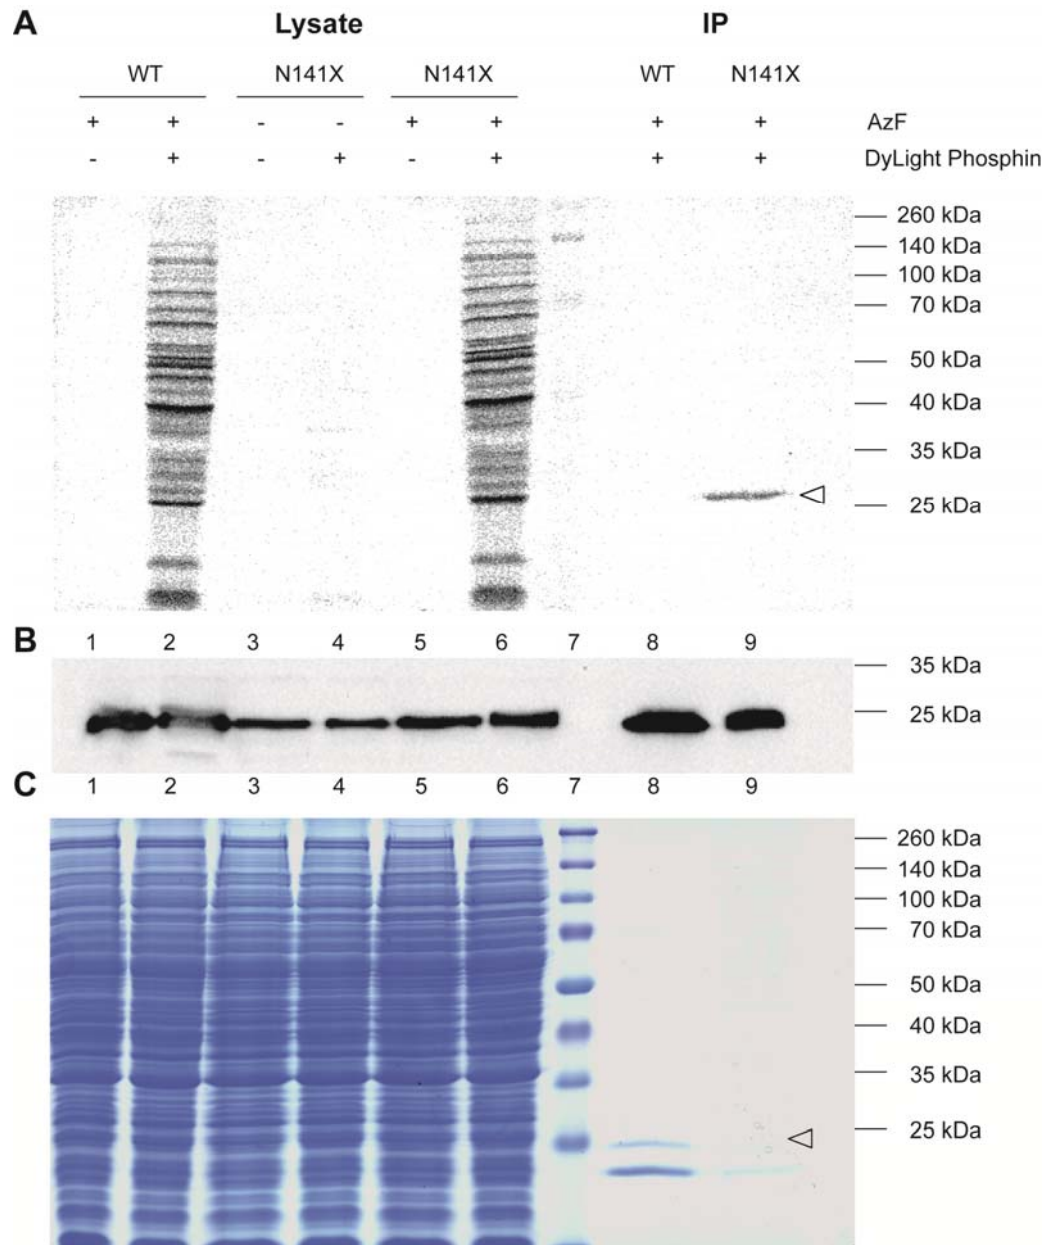 A Lysate IP
WT N141X N141X WT N141X
+ + - - + + + + AzF
- + - + - + + + DyLight Phosphin
260 kDa
140 kDa
100 kDa
70 kDa
50 kDa
40 kDa
35 kDa
25 kDa
B 1 2 3 4 5 6 7 8 9
35 kDa
25 kDa
C 1 2 3 4 5 6 7 8 9
260 kDa
140 kDa
100 kDa
70 kDa
50 kDa
40 kDa
35 kDa
25 kDa